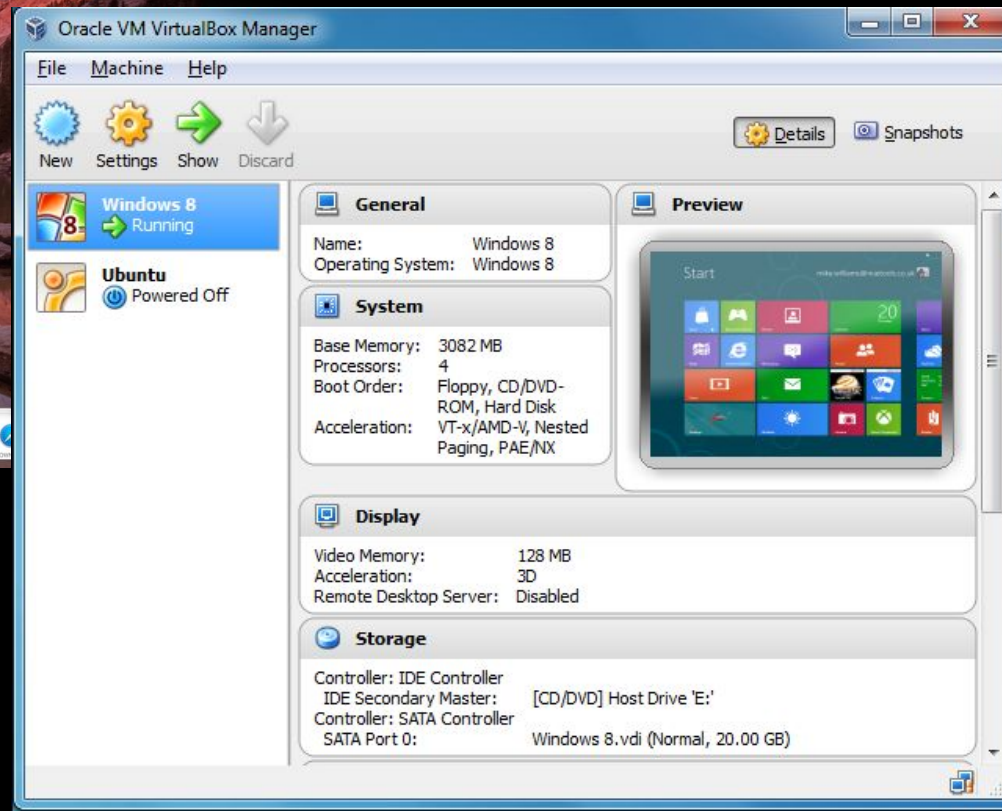 Oracle VM VirtualBox Manager
File Machine Help
New Settings Show Discard
Details Snapshots
Windows 8
Running
Ubuntu
Powered Off
General
Name: Windows 8
Operating System: Windows 8
System
Base Memory: 3082 MB
Processors: 4
Boot Order: Floppy, CD/DVD-
ROM, Hard Disk
Acceleration: VT-x/AMD-V, Nested
Paging, PAE/NX
Preview
Start
20
Display
Video Memory: 128 MB
Acceleration: 3D
Remote Desktop Server: Disabled
Storage
Controller: IDE Controller
IDE Secondary Master: [CD/DVD] Host Drive 'E:'
Controller: SATA Controller
SATA Port 0: Windows 8.vdi (Normal, 20.00 GB)